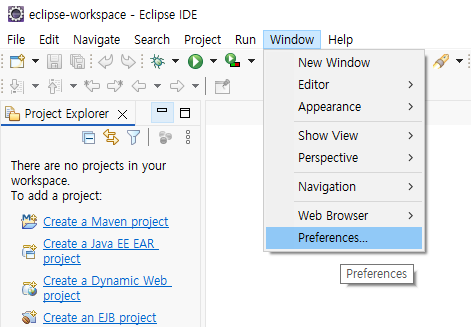 eclipse-workspace - Eclipse IDE
File Edit Navigate Search Project Run Window Help
New Window
Editor
Appearance
Show View
Perspective
Navigation
Web Browser
Preferences...
Preferences
Project Explorer
There are no projects in your
workspace.
To add a project:
Create a Maven project
Create a Java EE EAR
project
Create a Dynamic Web
project
Create an EJB project